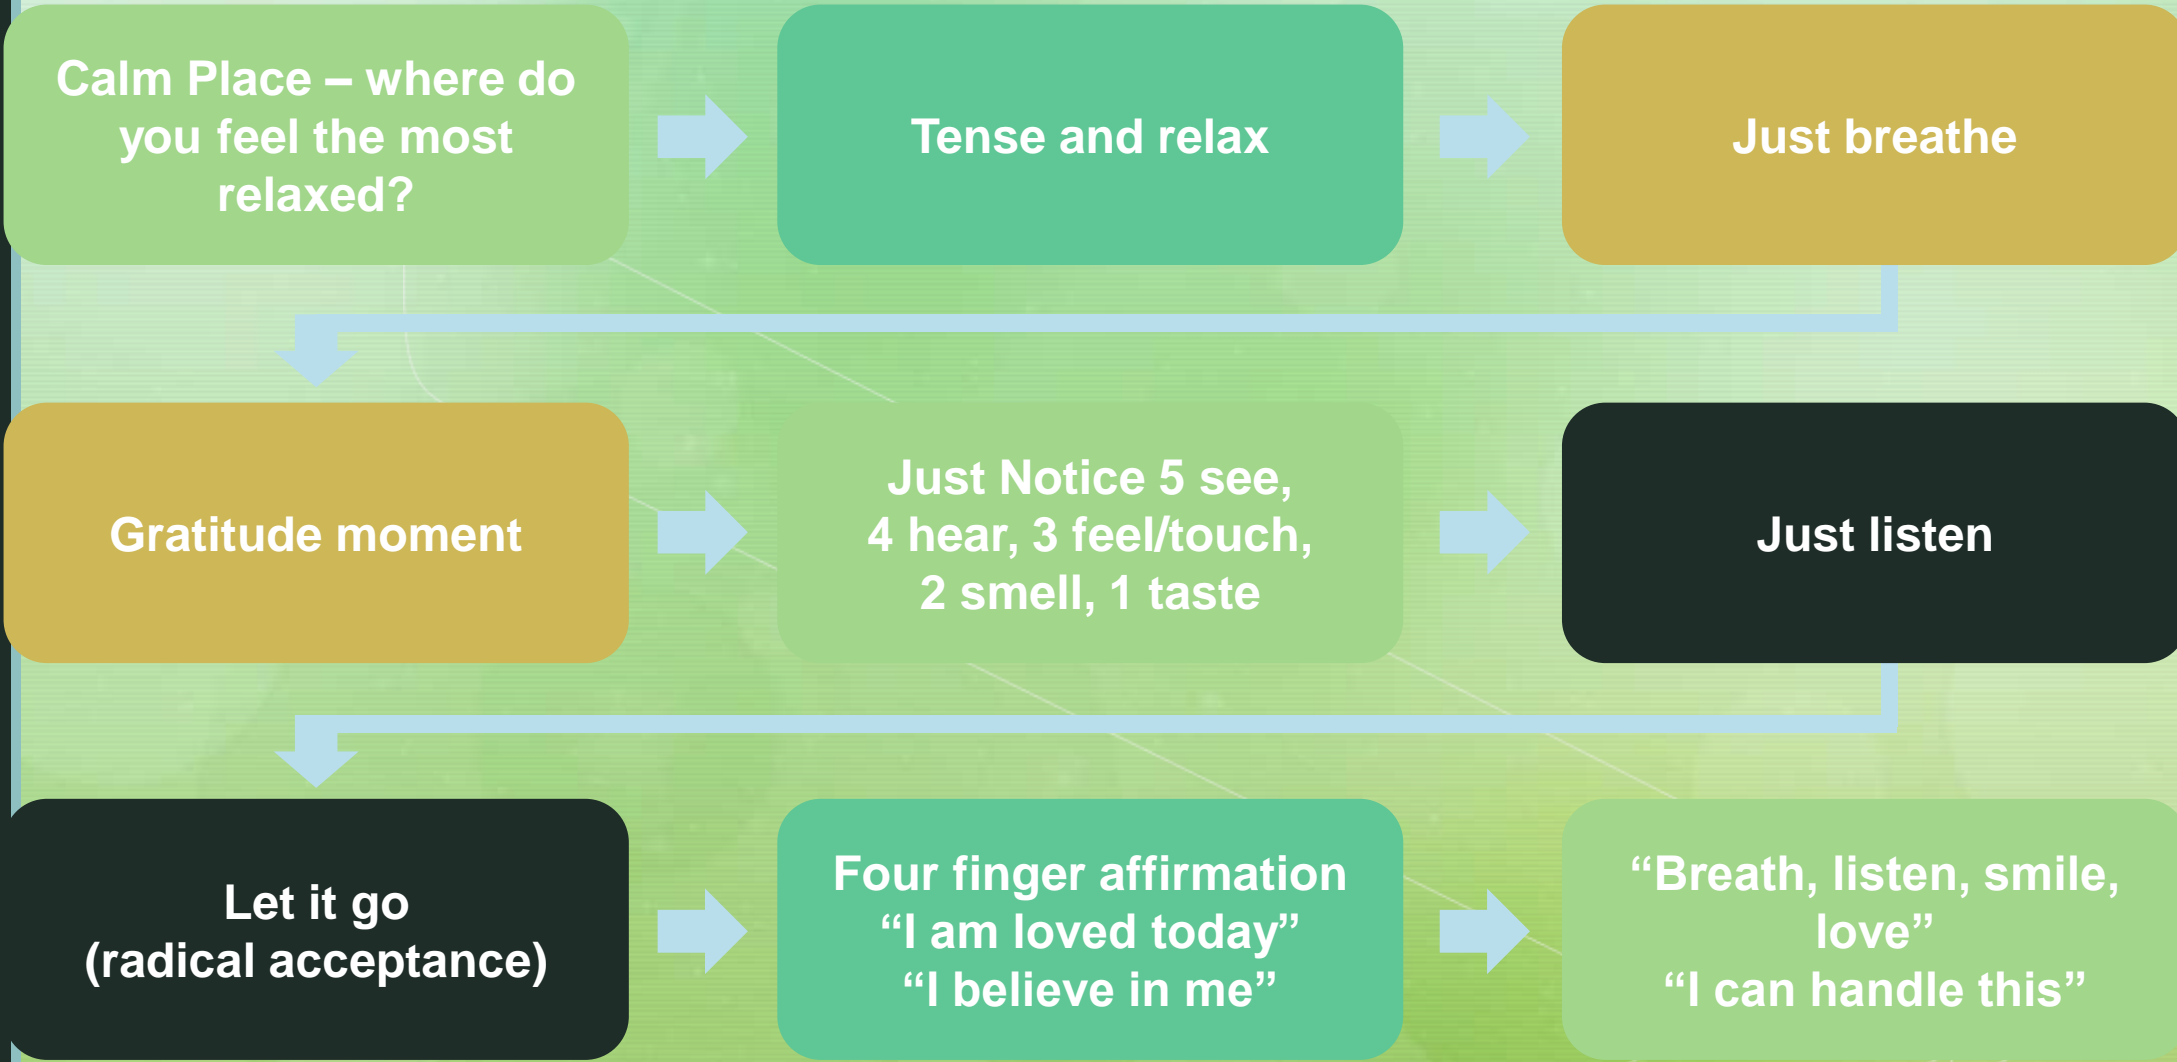 Calm Place – where do
you feel the most
relaxed?
Tense and relax
Just breathe
Gratitude moment
Just Notice 5 see,
4 hear, 3 feel/touch,
2 smell, 1 taste
Just listen
Let it go
(radical acceptance)
Four finger affirmation
“I am loved today”
“I believe in me”
“Breath, listen, smile,
love”
“I can handle this”